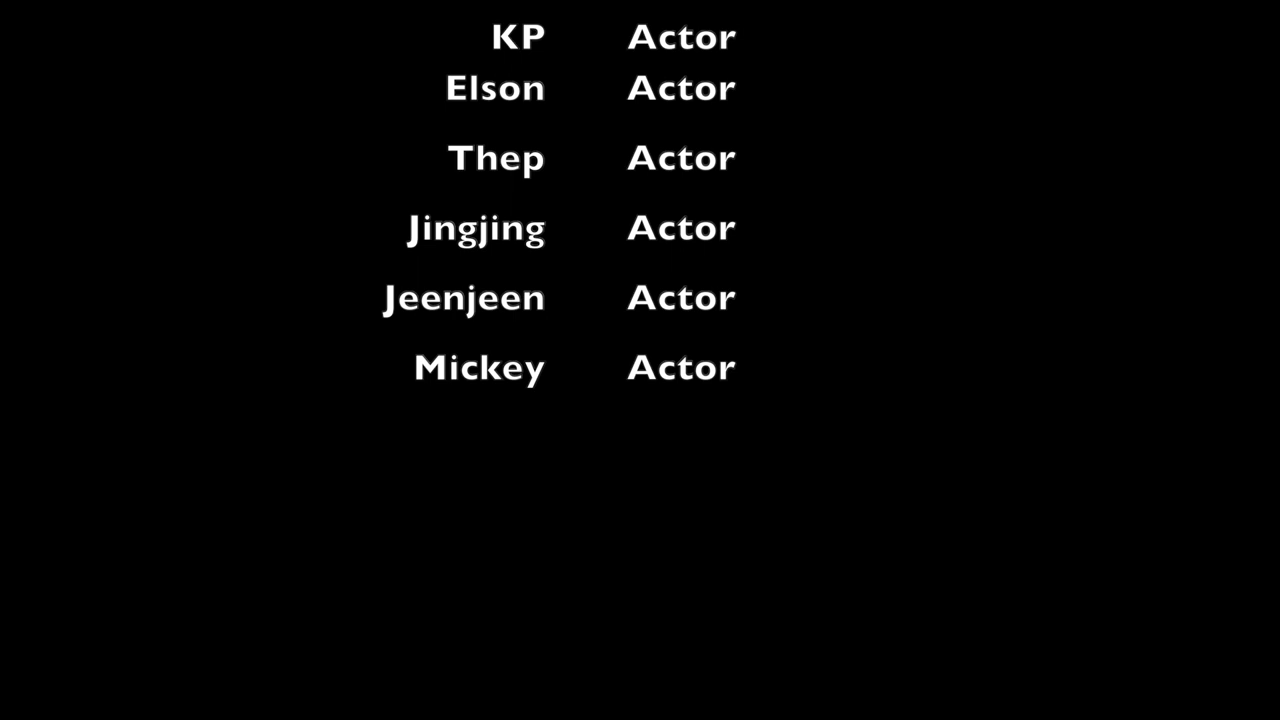 KP Actor
Elson Actor
Thep Actor
Jingjing Actor
Jeenjeen Actor
Mickey Actor